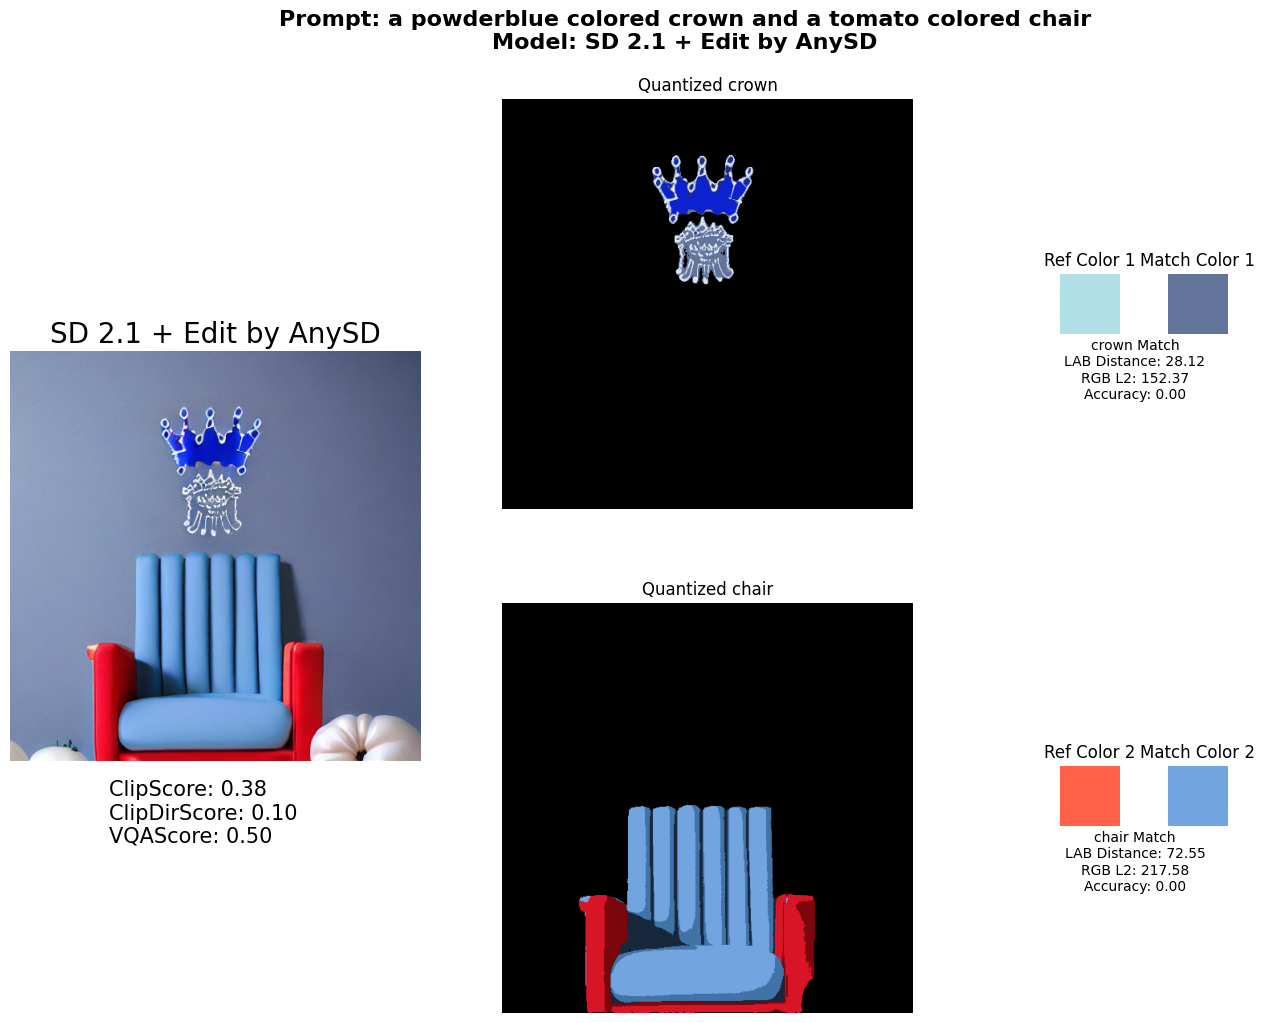 Prompt: a powderblue colored crown and a tomato colored chair
Model: SD 2.1 + Edit by AnySD
Quantized crown
Ref Color 1 Match Color 1
crown Match
LAB Distance: 28.12
RGB L2: 152.37
Accuracy: 0.00
SD 2.1 + Edit by AnySD
ClipScore: 0.38
ClipDirScore: 0.10
VQAScore: 0.50
Quantized chair
Ref Color 2 Match Color 2
chair Match
LAB Distance: 72.55
RGB L2: 217.58
Accuracy: 0.00